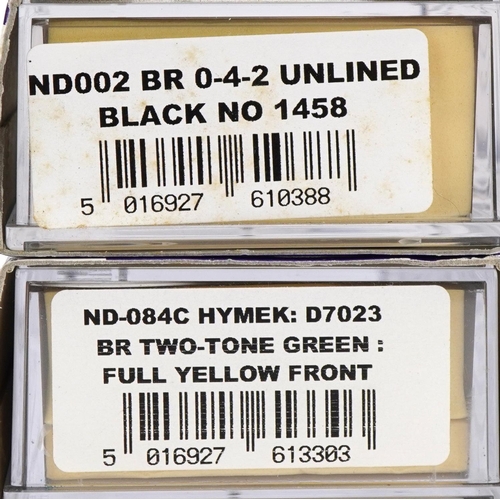 ND002 BR 0-4-2 UNLINED
BLACK NO 1458
5 016927 610388
ND-084C HYMEK: D7023
BR TWO-TONE GREEN :
FULL YELLOW FRONT
5 016927 613303